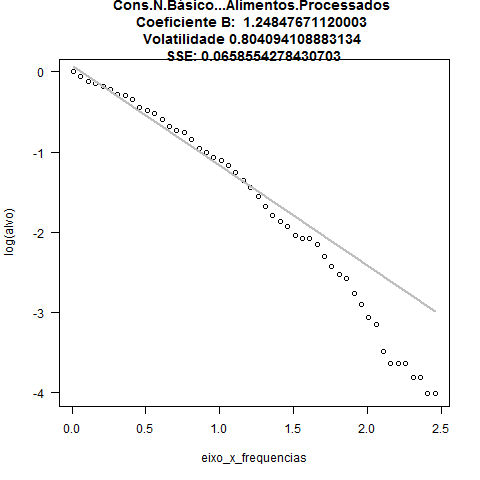 Cons.N.Básico...Alimentos.Processados
Coeficiente B:  1.24847671120003
Volatilidade 0.804094108883134
SSE: 0.0658554278430703
log(alvo)
0
-1
-2
-3
-4
0.0 0.5 1.0 1.5 2.0 2.5
eixo_x_frequencias